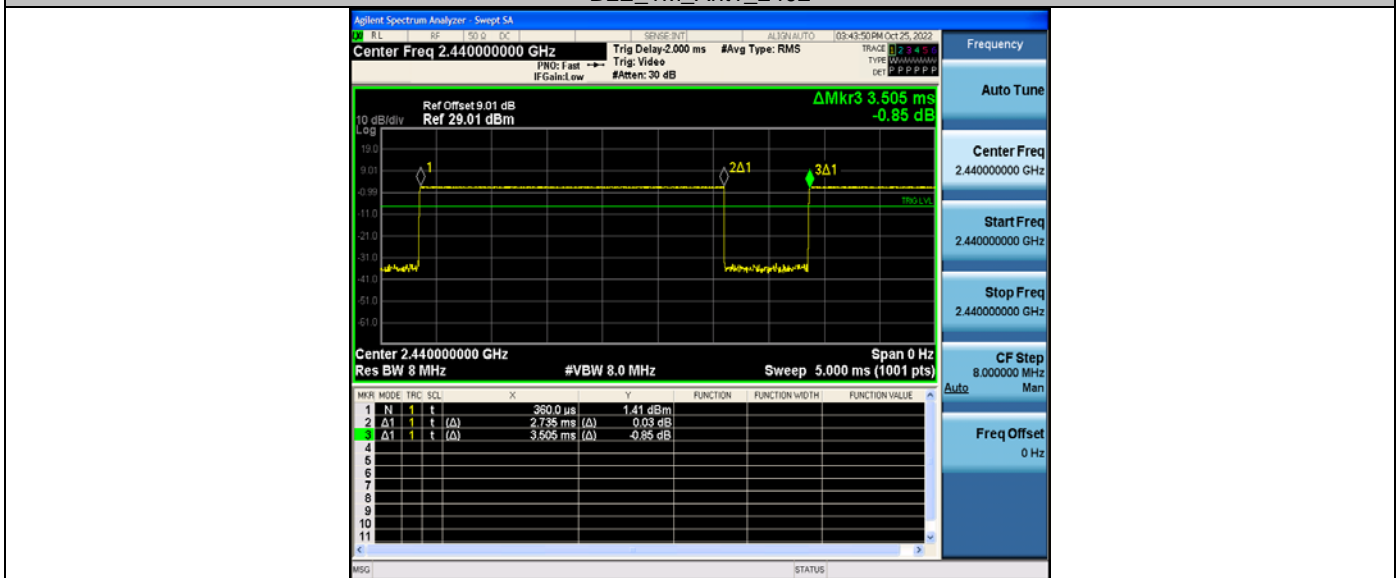 Agilent Spectrum Analyzer - Swept SA
RL RF 50 Ω DC SENSE:INT ALIGN AUTO 03:43:50 PM Oct 25, 2022
Center Freq 2.440000000 GHz
PNO: Fast
IFGain:Low
Trig Delay-2.000 ms
Trig: Video
#Atten: 30 dB
#Avg Type: RMS
TRACE 1 2 3 4 5 6
TYPE
DET P P P P P P
ΔMkr3 3.505 ms
-0.85 dB
Ref Offset 9.01 dB
10 dB/div Ref 29.01 dBm
Log
19.0
9.01
-0.99
-11.0
-21.0
-31.0
-41.0
-51.0
-61.0
1
2Δ1
3Δ1
TRIG LVL
Center 2.440000000 GHz Span 0 Hz
Res BW 8 MHz #VBW 8.0 MHz Sweep 5.000 ms (1001 pts)
MKR MODE TRC SCL X Y FUNCTION FUNCTION WIDTH FUNCTION VALUE
1 N 1 t 360.0 µs 1.41 dBm
2 Δ1 1 t (Δ) 2.735 ms (Δ) 0.03 dB
3 Δ1 1 t (Δ) 3.505 ms (Δ) -0.85 dB
4
5
6
7
8
9
10
11
MSG STATUS
Frequency
Auto Tune
Center Freq
2.440000000 GHz
Start Freq
2.440000000 GHz
Stop Freq
2.440000000 GHz
CF Step
8.000000 MHz
Auto Man
Freq Offset
0 Hz